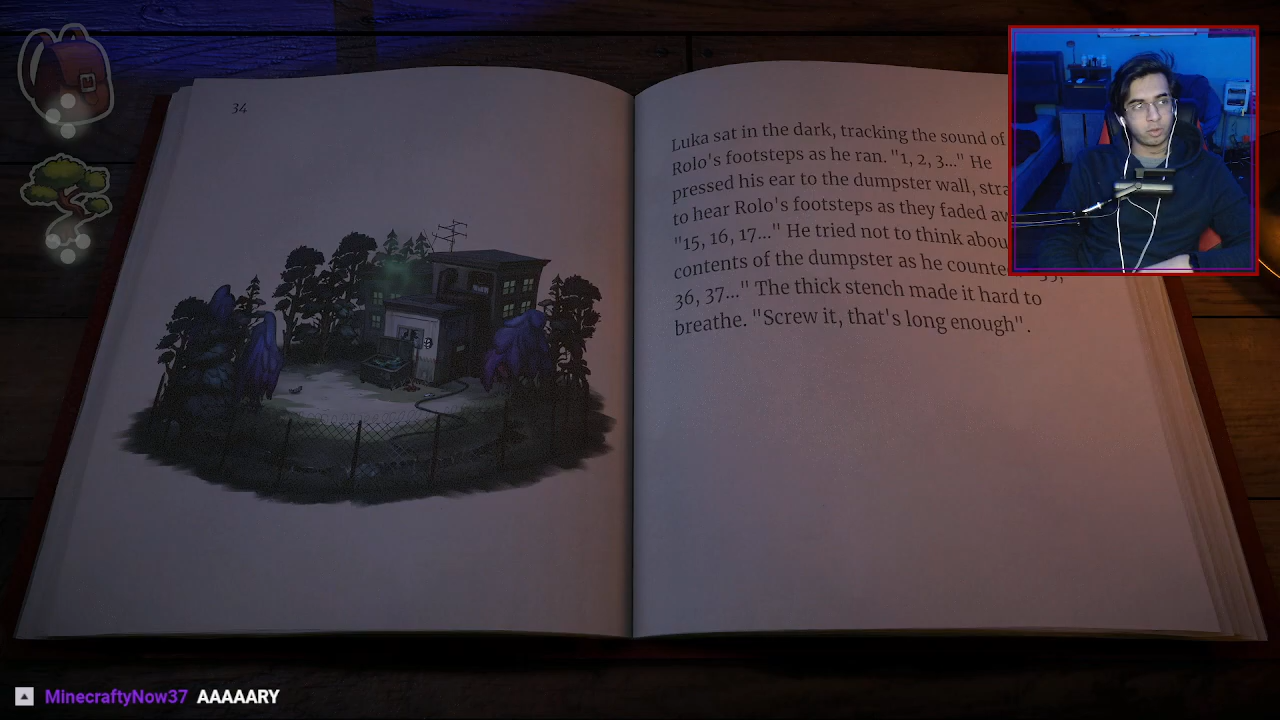 34
Luka sat in the dark, tracking the sound of
Rolo's footsteps as he ran. "1, 2, 3..." He
pressed his ear to the dumpster wall,
to hear Rolo's footsteps as they faded
"15, 16, 17..." He tried not to think
contents of the dumpster as he
36, 37..." The thick stench made it hard to
breathe. "Screw it, that's long enough".
MinecraftyNow37 AAAAARY